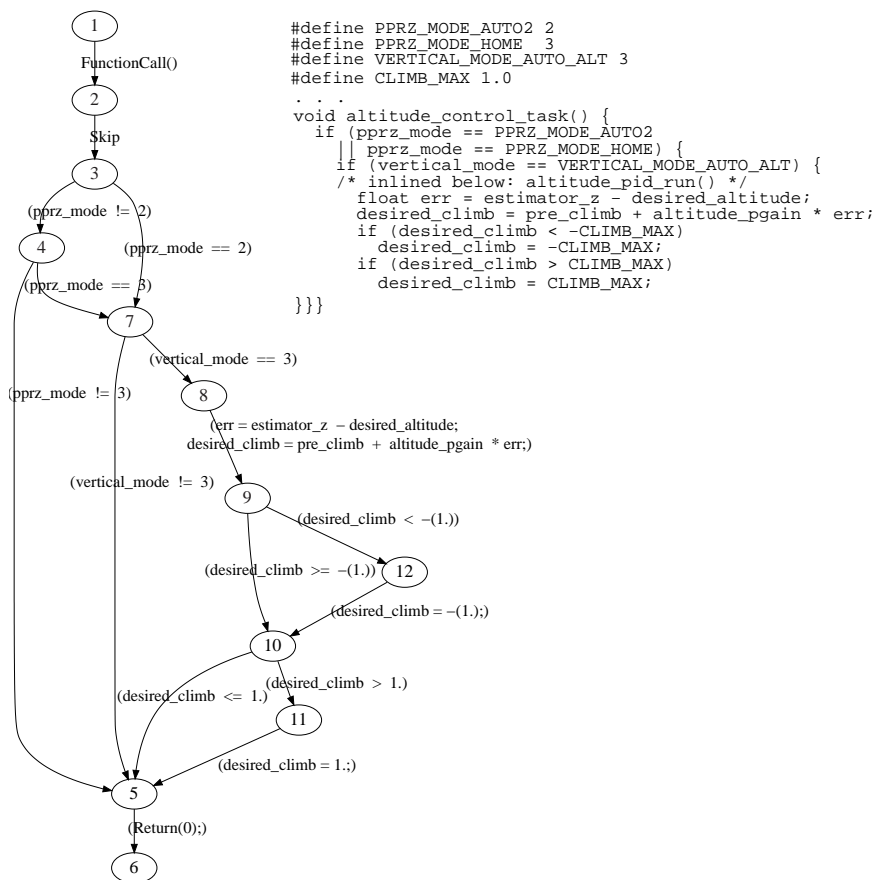 1
FunctionCall()
2
Skip
3
(pprz_mode != 2)
(pprz_mode == 2)
4
(pprz_mode == 3)
7
(vertical_mode == 3)
(pprz_mode != 3)
8
(err = estimator_z − desired_altitude;
desired_climb = pre_climb + altitude_pgain * err;)
(vertical_mode != 3)
9
(desired_climb < −(1.))
(desired_climb >= −(1.))
12
(desired_climb = −(1.);)
10
(desired_climb > 1.)
(desired_climb <= 1.)
11
(desired_climb = 1.;)
5
(Return(0);)
6
#define PPRZ_MODE_AUTO2 2
#define PPRZ_MODE_HOME  3
#define VERTICAL_MODE_AUTO_ALT 3
#define CLIMB_MAX 1.0
. . .
void altitude_control_task() {
  if (pprz_mode == PPRZ_MODE_AUTO2
    || pprz_mode == PPRZ_MODE_HOME) {
    if (vertical_mode == VERTICAL_MODE_AUTO_ALT) {
    /* inlined below: altitude_pid_run() */
      float err = estimator_z - desired_altitude;
      desired_climb = pre_climb + altitude_pgain * err;
      if (desired_climb < -CLIMB_MAX)
        desired_climb = -CLIMB_MAX;
      if (desired_climb > CLIMB_MAX)
        desired_climb = CLIMB_MAX;
}}}